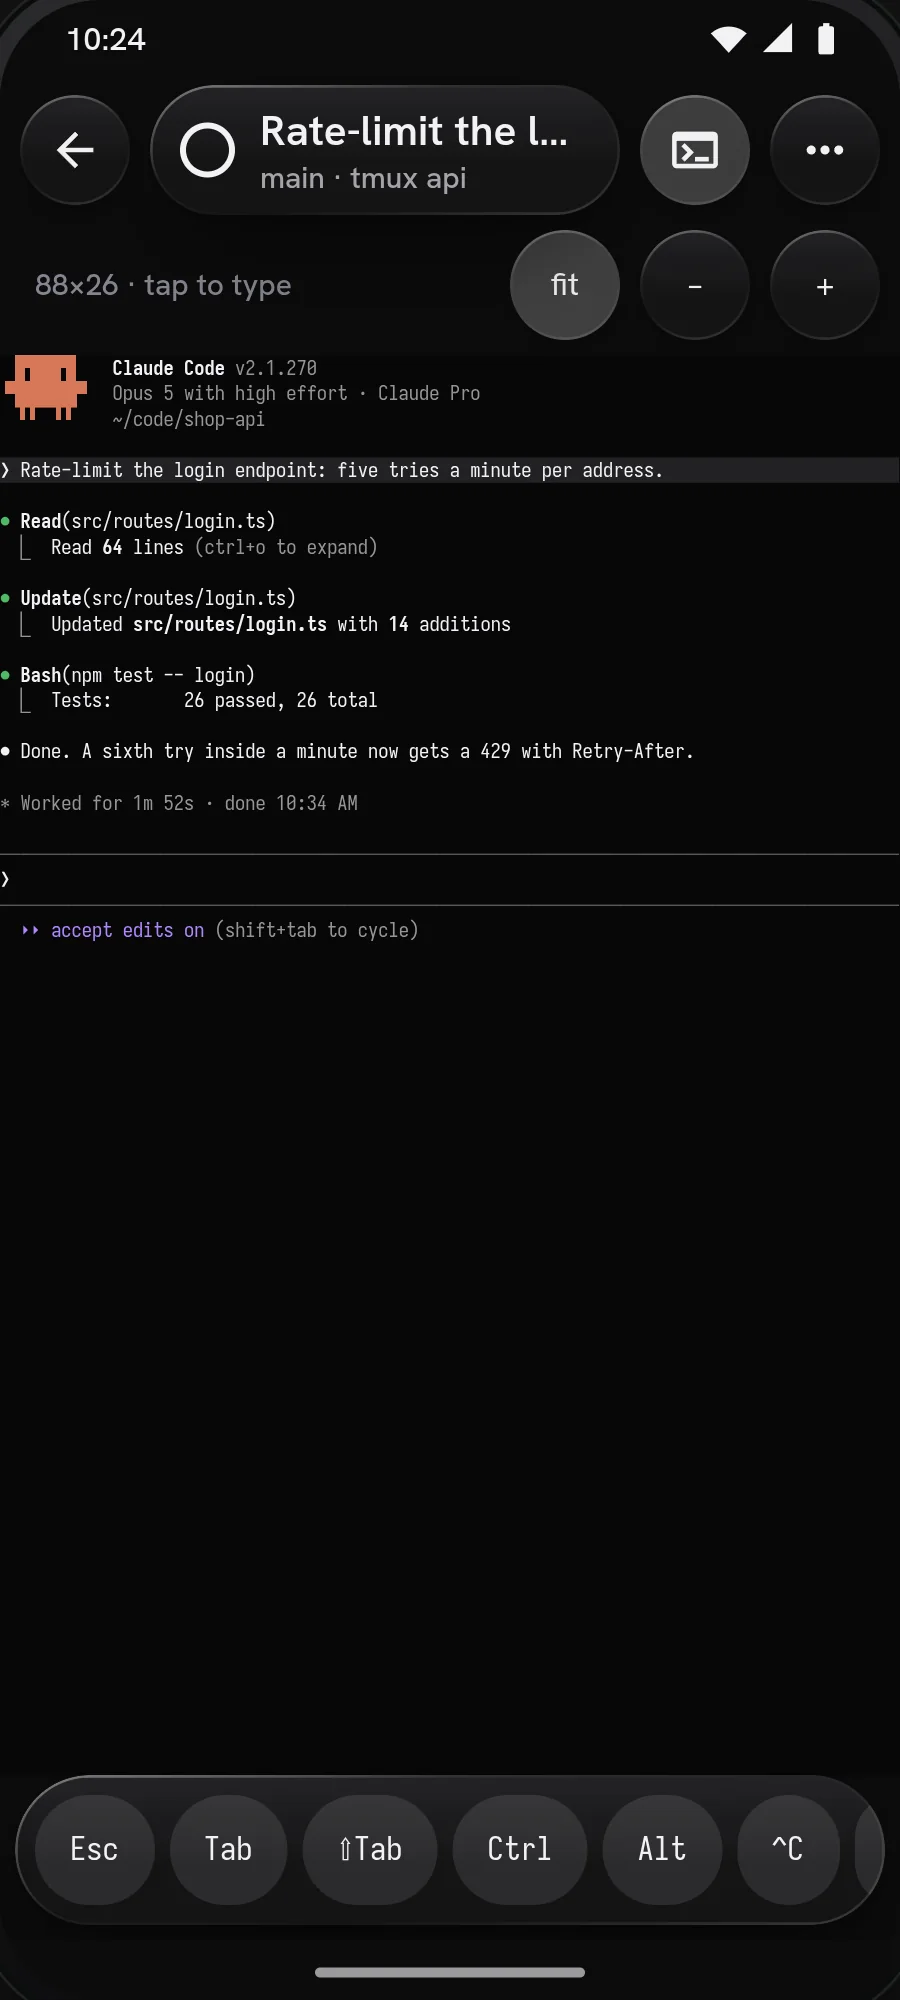 10:24
Rate-limit the l...
main · tmux api
88×26 · tap to type
fit
−
+
Claude Code v2.1.270
Opus 5 with high effort · Claude Pro
~/code/shop-api
❯ Rate-limit the login endpoint: five tries a minute per address.
● Read(src/routes/login.ts)
⎿ Read 64 lines (ctrl+o to expand)
● Update(src/routes/login.ts)
⎿ Updated src/routes/login.ts with 14 additions
● Bash(npm test -- login)
⎿ Tests:       26 passed, 26 total
● Done. A sixth try inside a minute now gets a 429 with Retry-After.
* Worked for 1m 52s · done 10:34 AM
❯
⏵⏵ accept edits on (shift+tab to cycle)
Esc
Tab
⇧Tab
Ctrl
Alt
^C